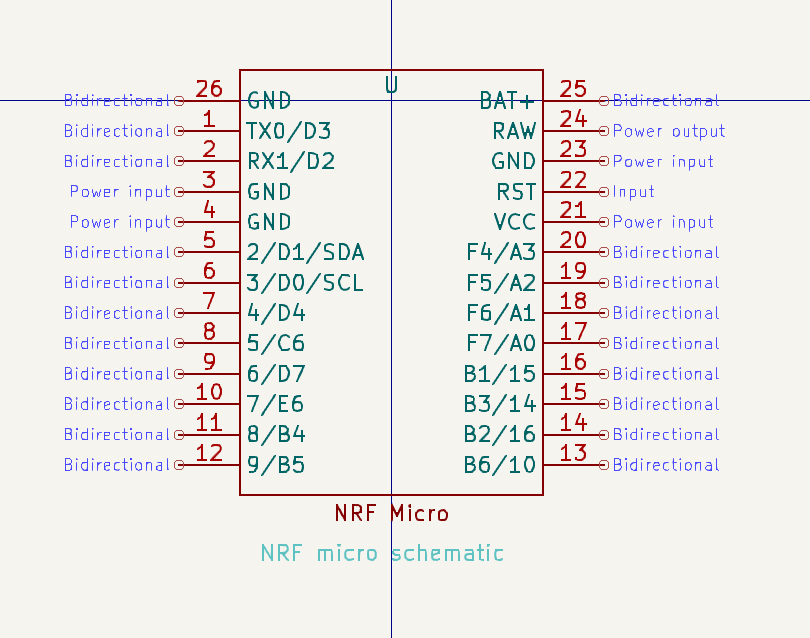 U
Bidirectional 26 GND BAT+ 25 Bidirectional
Bidirectional 1 TX0/D3 RAW 24 Power output
Bidirectional 2 RX1/D2 GND 23 Power input
Power input 3 GND RST 22 Input
Power input 4 GND VCC 21 Power input
Bidirectional 5 2/D1/SDA F4/A3 20 Bidirectional
Bidirectional 6 3/D0/SCL F5/A2 19 Bidirectional
Bidirectional 7 4/D4 F6/A1 18 Bidirectional
Bidirectional 8 5/C6 F7/A0 17 Bidirectional
Bidirectional 9 6/D7 B1/15 16 Bidirectional
Bidirectional 10 7/E6 B3/14 15 Bidirectional
Bidirectional 11 8/B4 B2/16 14 Bidirectional
Bidirectional 12 9/B5 B6/10 13 Bidirectional
NRF Micro
NRF micro schematic